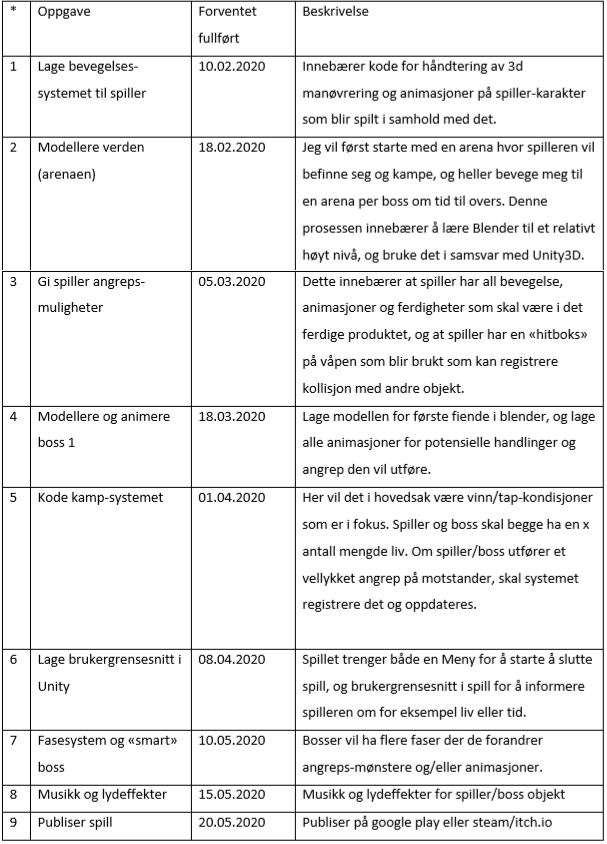 * Oppgave Forventet Beskrivelse
fullført
1 Lage bevegelses- 10.02.2020 Innebærer kode for håndtering av 3d
systemet til spiller manøvrering og animasjoner på spiller-karakter
som blir spilt i samhold med det.
2 Modellere verden 18.02.2020 Jeg vil først starte med en arena hvor spilleren vil
(arenaen) befinne seg og kampe, og heller bevege meg til
en arena per boss om tid til overs. Denne
prosessen innebærer å lære Blender til et relativt
høyt nivå, og bruke det i samsvar med Unity3D.
3 Gi spiller angreps- 05.03.2020 Dette innebærer at spiller har all bevegelse,
muligheter animasjoner og ferdigheter som skal være i det
ferdige produktet, og at spiller har en «hitboks»
på våpen som blir brukt som kan registrere
kollisjon med andre objekt.
4 Modellere og animere 18.03.2020 Lage modellen for første fiende i blender, og lage
boss 1 alle animasjoner for potensielle handlinger og
angrep den vil utføre.
5 Kode kamp-systemet 01.04.2020 Her vil det i hovedsak være vinn/tap-kondisjoner
som er i fokus. Spiller og boss skal begge ha en x
antall mengde liv. Om spiller/boss utfører et
vellykket angrep på motstander, skal systemet
registrere det og oppdateres.
6 Lage brukergrensesnitt i 08.04.2020 Spillet trenger både en Meny for å starte å slutte
Unity spill, og brukergrensesnitt i spill for å informere
spilleren om for eksempel liv eller tid.
7 Fasesystem og «smart» 10.05.2020 Bosser vil ha flere faser der de forandrer
boss angreps-mønstere og/eller animasjoner.
8 Musikk og lydeffekter 15.05.2020 Musikk og lydeffekter for spiller/boss objekt
9 Publiser spill 20.05.2020 Publiser på google play eller steam/itch.io